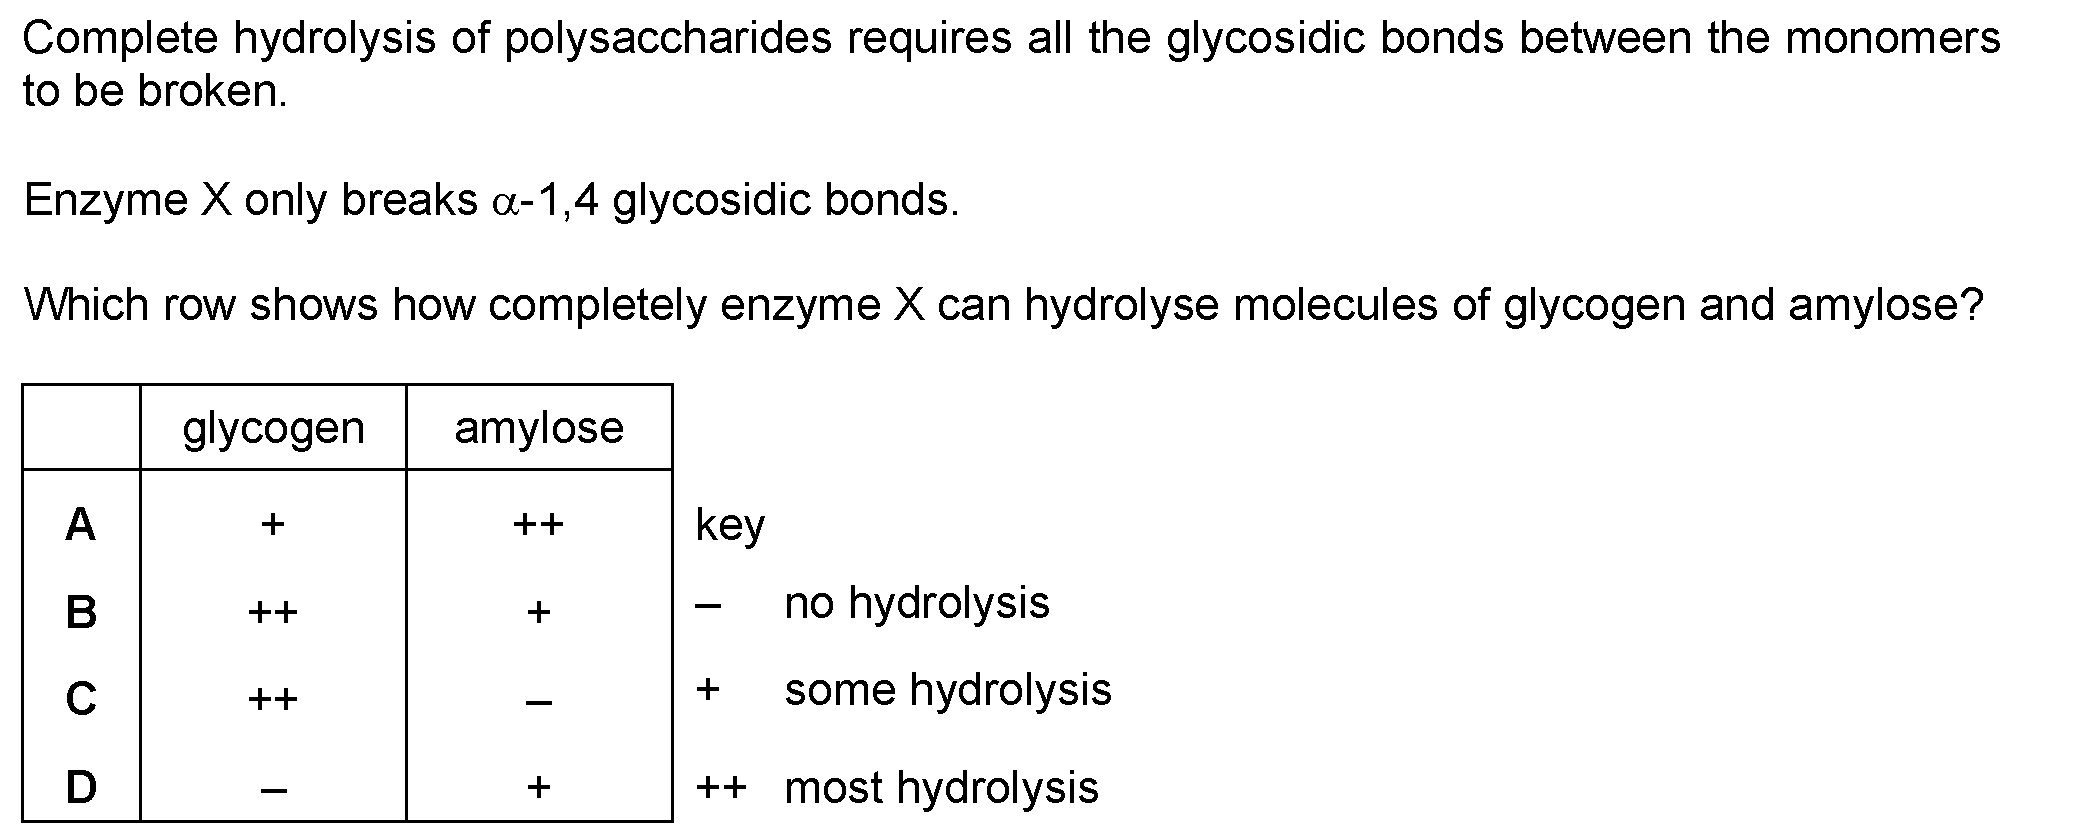 Complete hydrolysis of polysaccharides requires all the glycosidic bonds between the monomers
to be broken.
Enzyme X only breaks α-1,4 glycosidic bonds.
Which row shows how completely enzyme X can hydrolyse molecules of glycogen and amylose?
glycogen amylose
A + ++ key
B ++ + – no hydrolysis
C ++ – + some hydrolysis
D – + ++ most hydrolysis